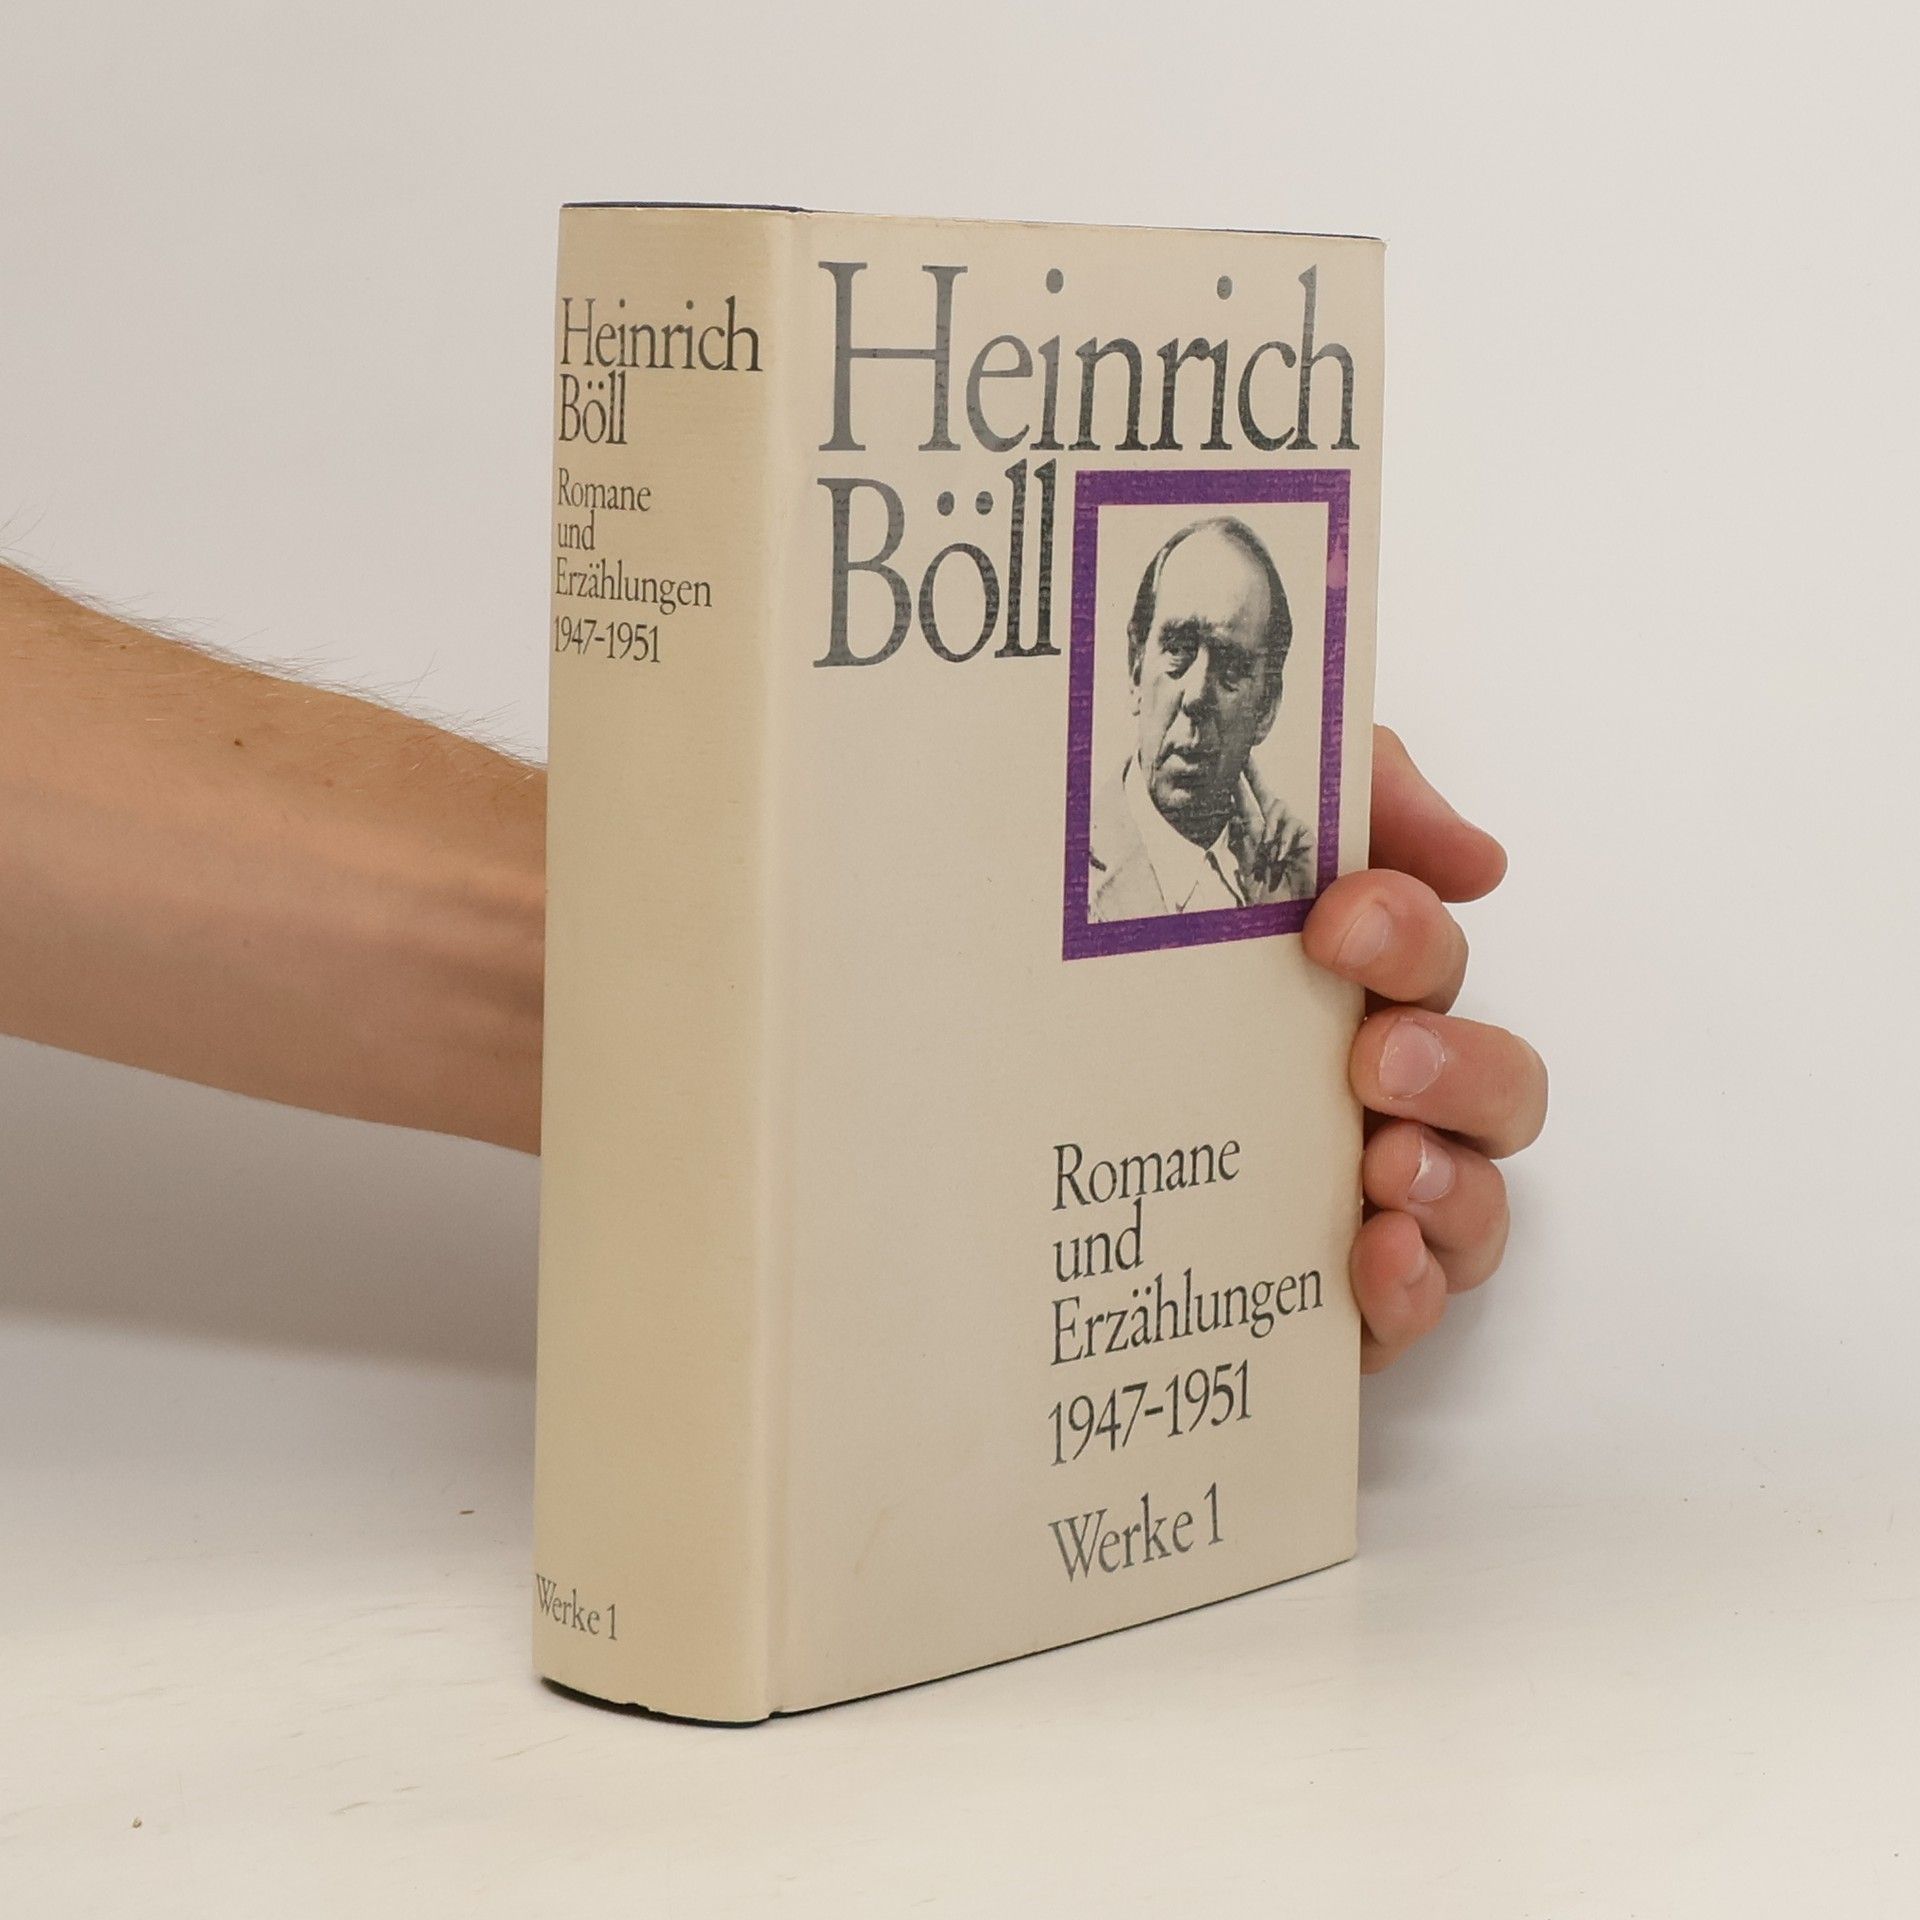 Heinrich
Böll
Romane
und
Erzählungen
1947-1951
Werke 1
Heinrich
Böll
Romane
und
Erzählungen
1947-1951
Werke 1